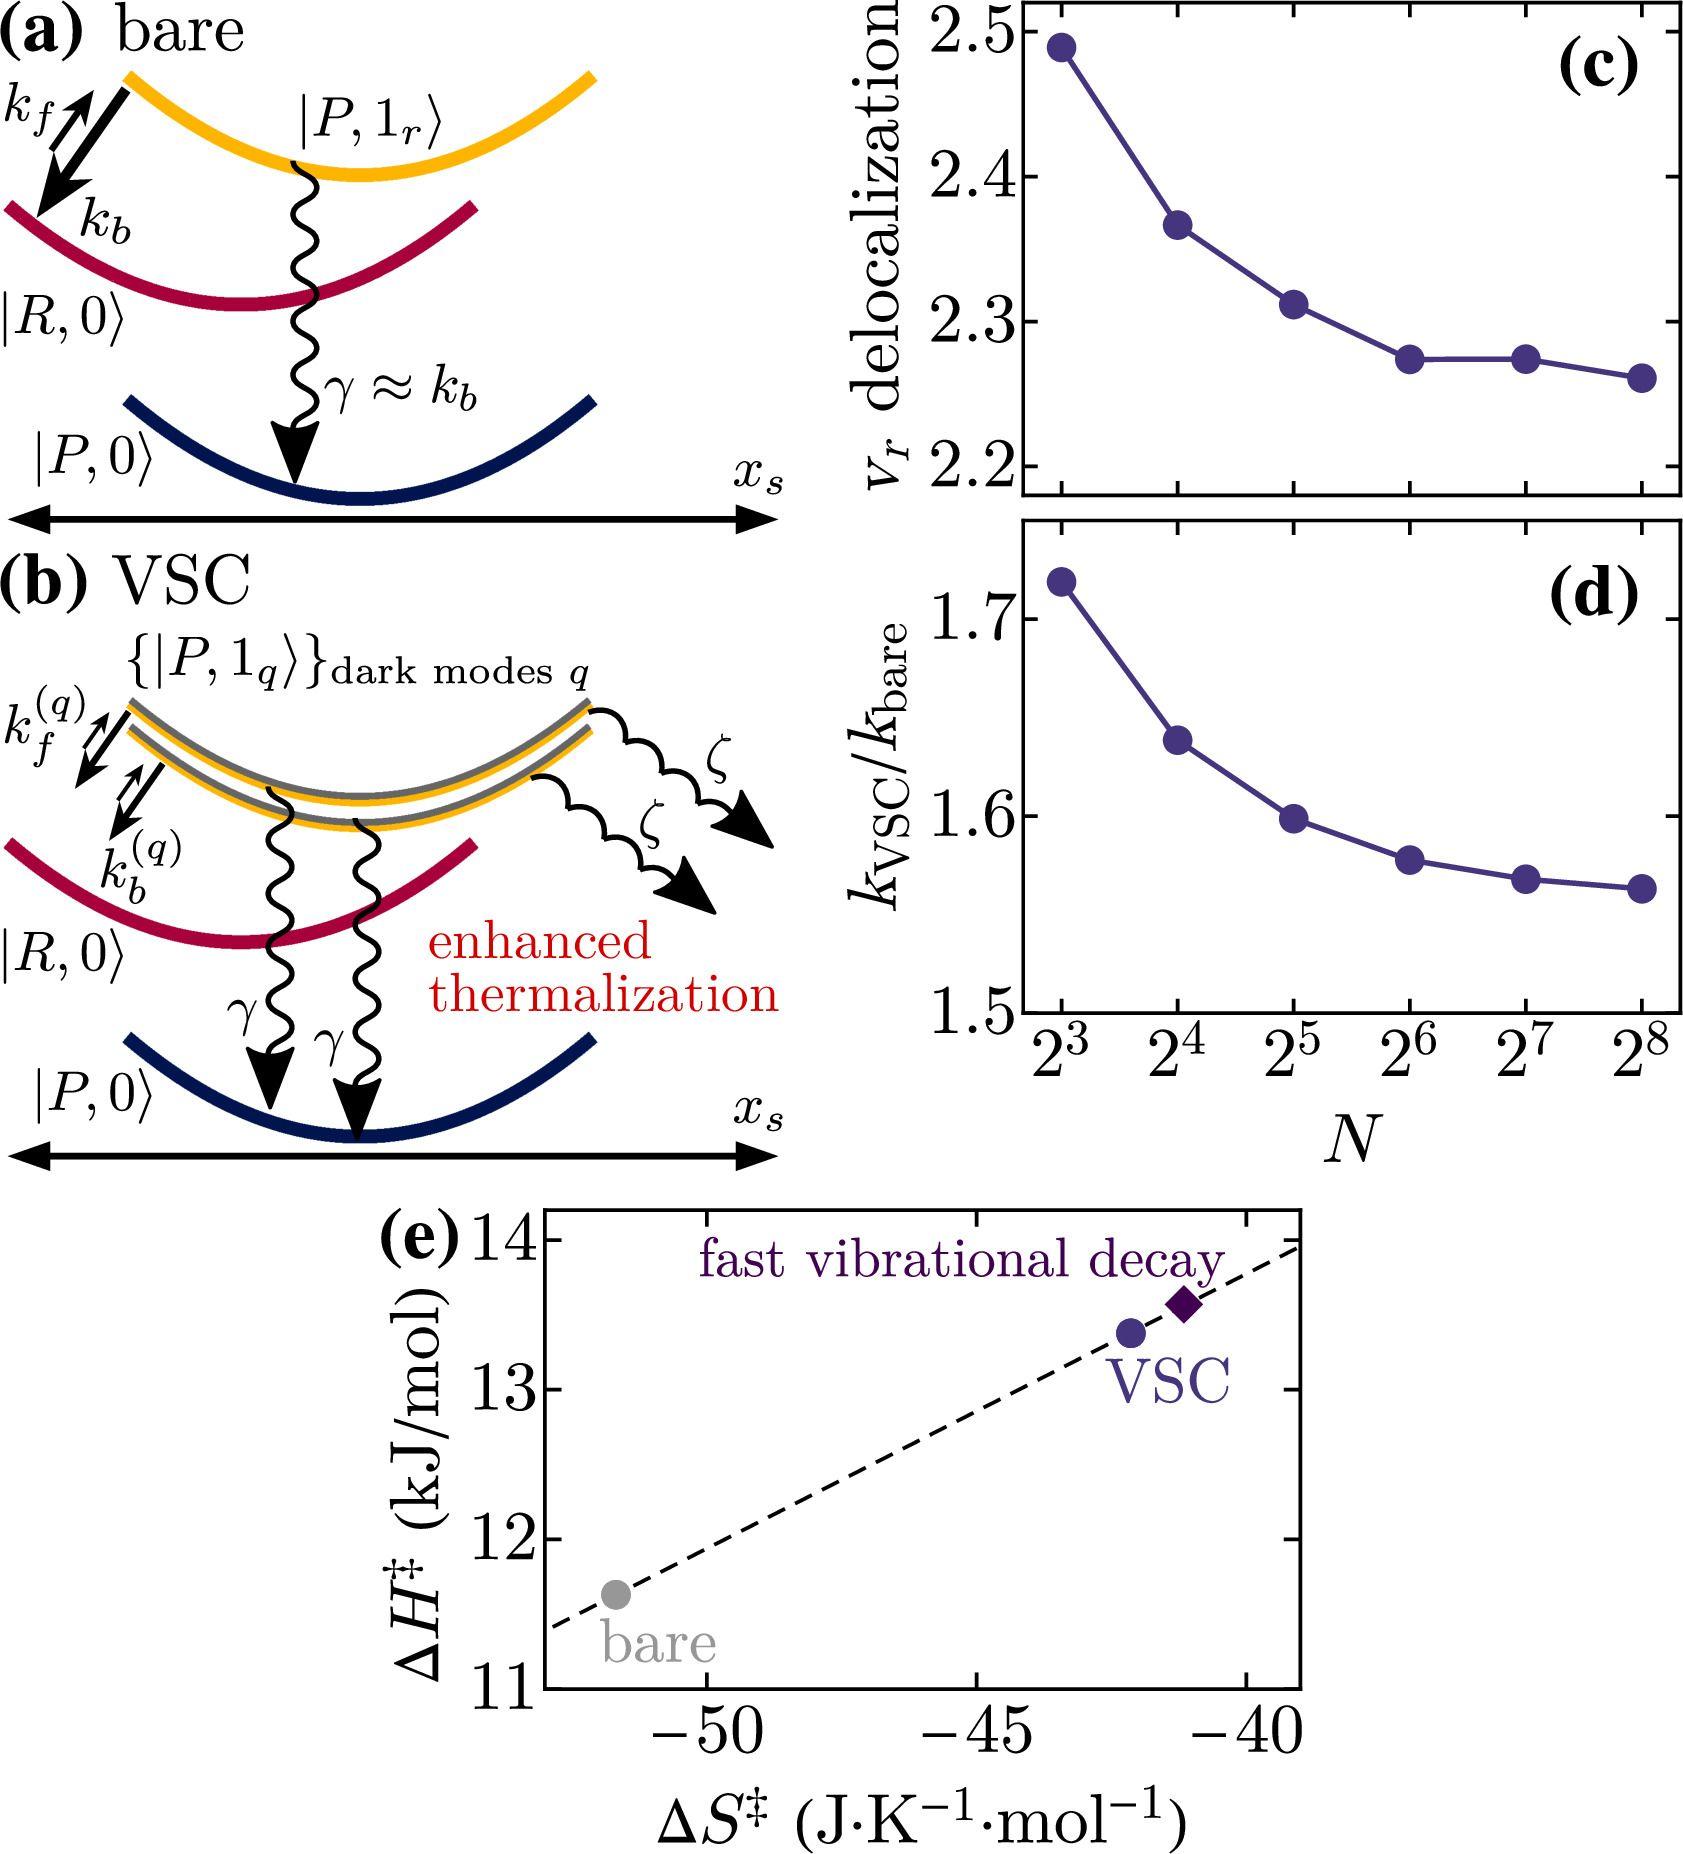 (a) bare
k_f
|P, 1_r⟩
k_b
|R, 0⟩
γ ≈ k_b
|P, 0⟩
x_s
(b) VSC
{|P, 1_q⟩}_dark modes q
k_f^(q)
ζ
ζ
k_b^(q)
|R, 0⟩
enhanced
thermalization
γ
γ
|P, 0⟩
x_s
(c)
v_r delocalization
2.5
2.4
2.3
2.2
(d)
k_VSC/k_bare
1.7
1.6
1.5
2^3 2^4 2^5 2^6 2^7 2^8
N
(e)
ΔH^‡ (kJ/mol)
14
13
12
11
fast vibrational decay
VSC
bare
−50 −45 −40
ΔS^‡ (J·K^−1·mol^−1)